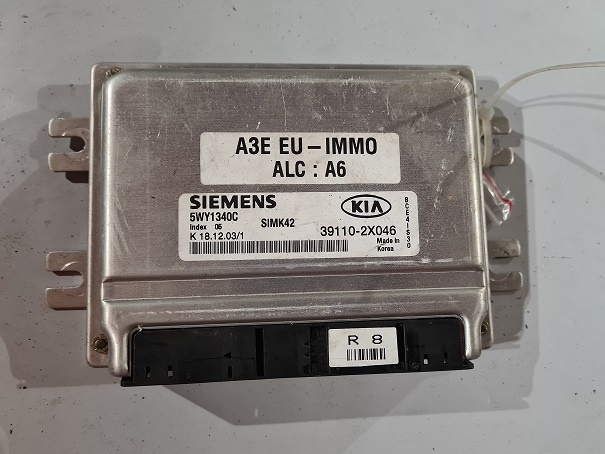 A3E EU-IMMO
ALC : A6
SIEMENS
KIA
5WY1340C
Index 06
SIMK42
39110-2X046
K 18.12.03/1
Made in
Korea
BCE41S30
R 8